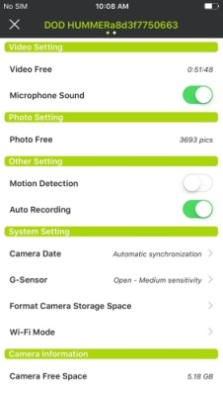 No SIM 10:08 AM
DOD HUMMERa8d3f7750663
Video Setting
Video Free 0:51:48
Microphone Sound
Photo Setting
Photo Free 3693 pics
Other Setting
Motion Detection
Auto Recording
System Setting
Camera Date Automatic synchronization
G-Sensor Open - Medium sensitivity
Format Camera Storage Space
Wi-Fi Mode
Camera Information
Camera Free Space 5.18 GB